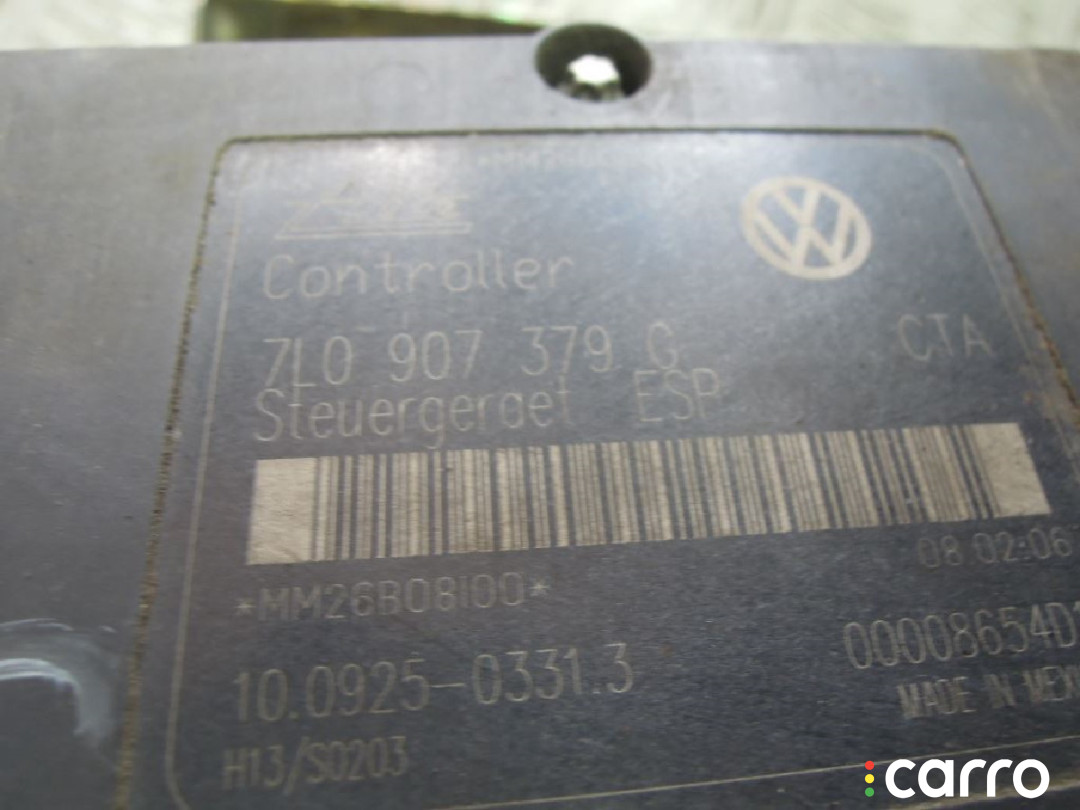 Controller
7L0 907 379 G CTA
Steuergeraet ESP
08.02.06
*MM26B08100*
10.0925-0331.3 00008654D1
MADE IN MEXI
H13/S0203
carro